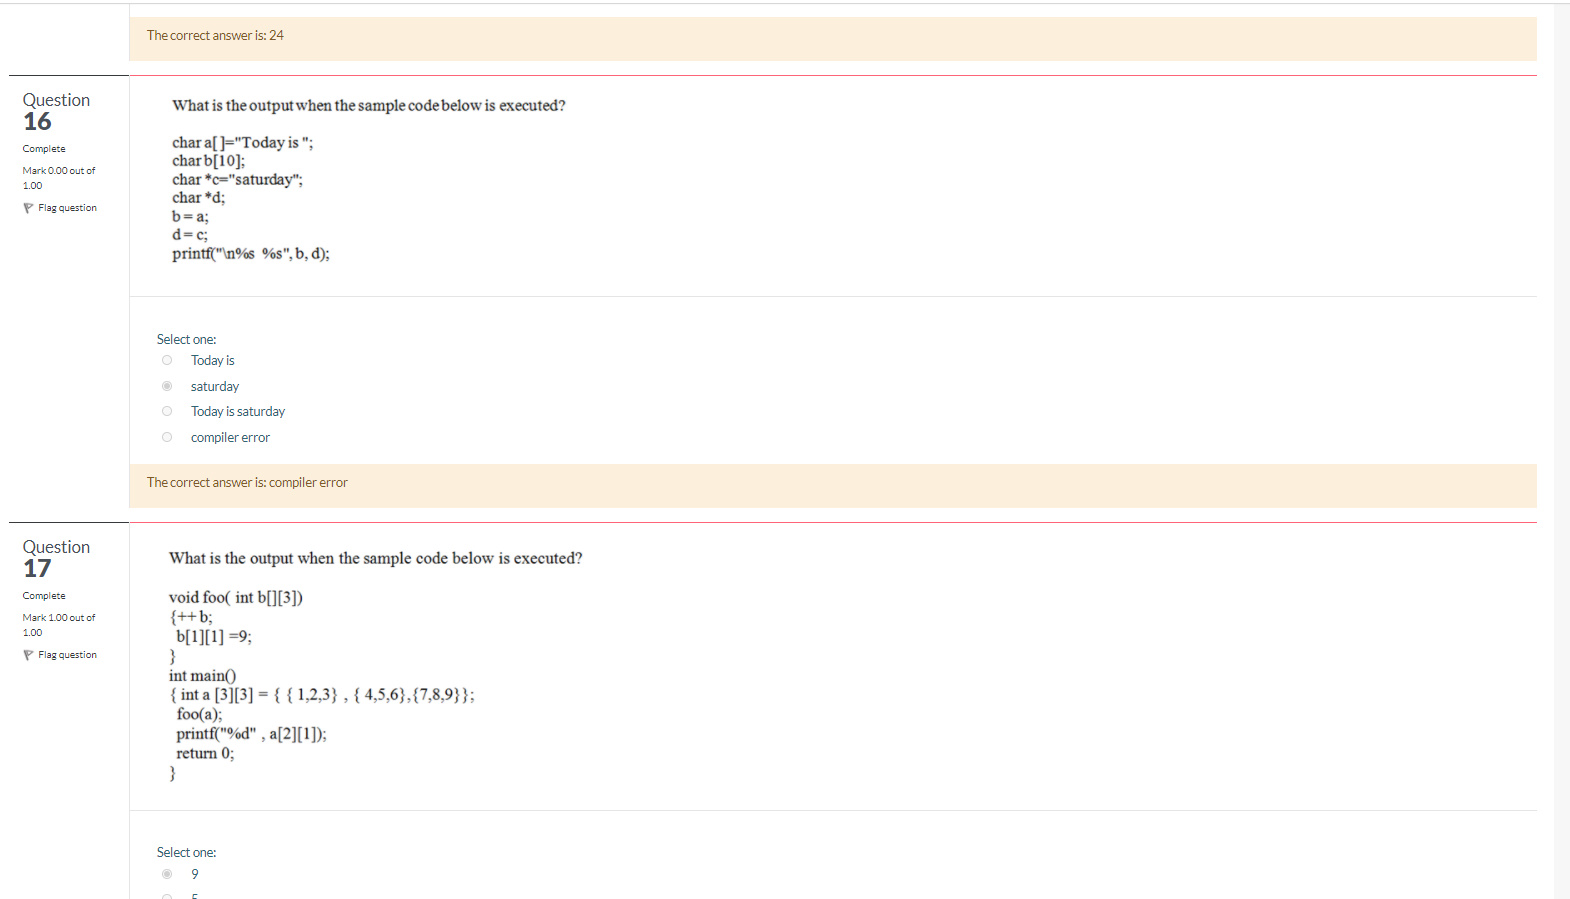 The correct answer is: 24
Question
16
Complete
Mark 0.00 out of
1.00
Flag question
What is the output when the sample code below is executed?
char a[ ]="Today is ";
char b[10];
char *c="saturday";
char *d;
b = a;
d = c;
printf("\n%s %s", b, d);
Select one:
Today is
saturday
Today is saturday
compiler error
The correct answer is: compiler error
Question
17
Complete
Mark 1.00 out of
1.00
Flag question
What is the output when the sample code below is executed?
void foo( int b[][3])
{++ b;
b[1][1] =9;
}
int main()
{ int a [3][3] = { { 1,2,3} , { 4,5,6},{7,8,9}};
foo(a);
printf("%d" , a[2][1]);
return 0;
}
Select one:
9